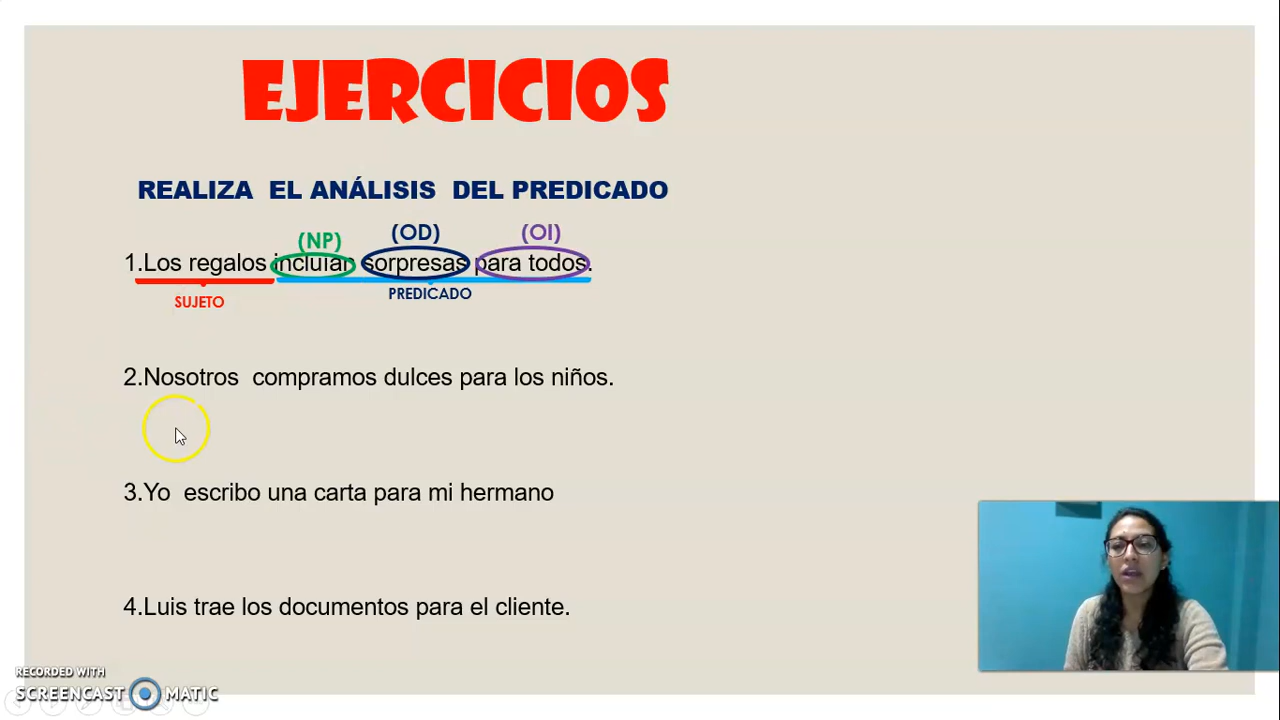 EJERCICIOS
REALIZA EL ANÁLISIS DEL PREDICADO
(NP) (OD) (OI)
1.Los regalos incluían sorpresas para todos.
SUJETO PREDICADO
2.Nosotros compramos dulces para los niños.
3.Yo escribo una carta para mi hermano
4.Luis trae los documentos para el cliente.
RECORDED WITH
SCREENCAST MATIC